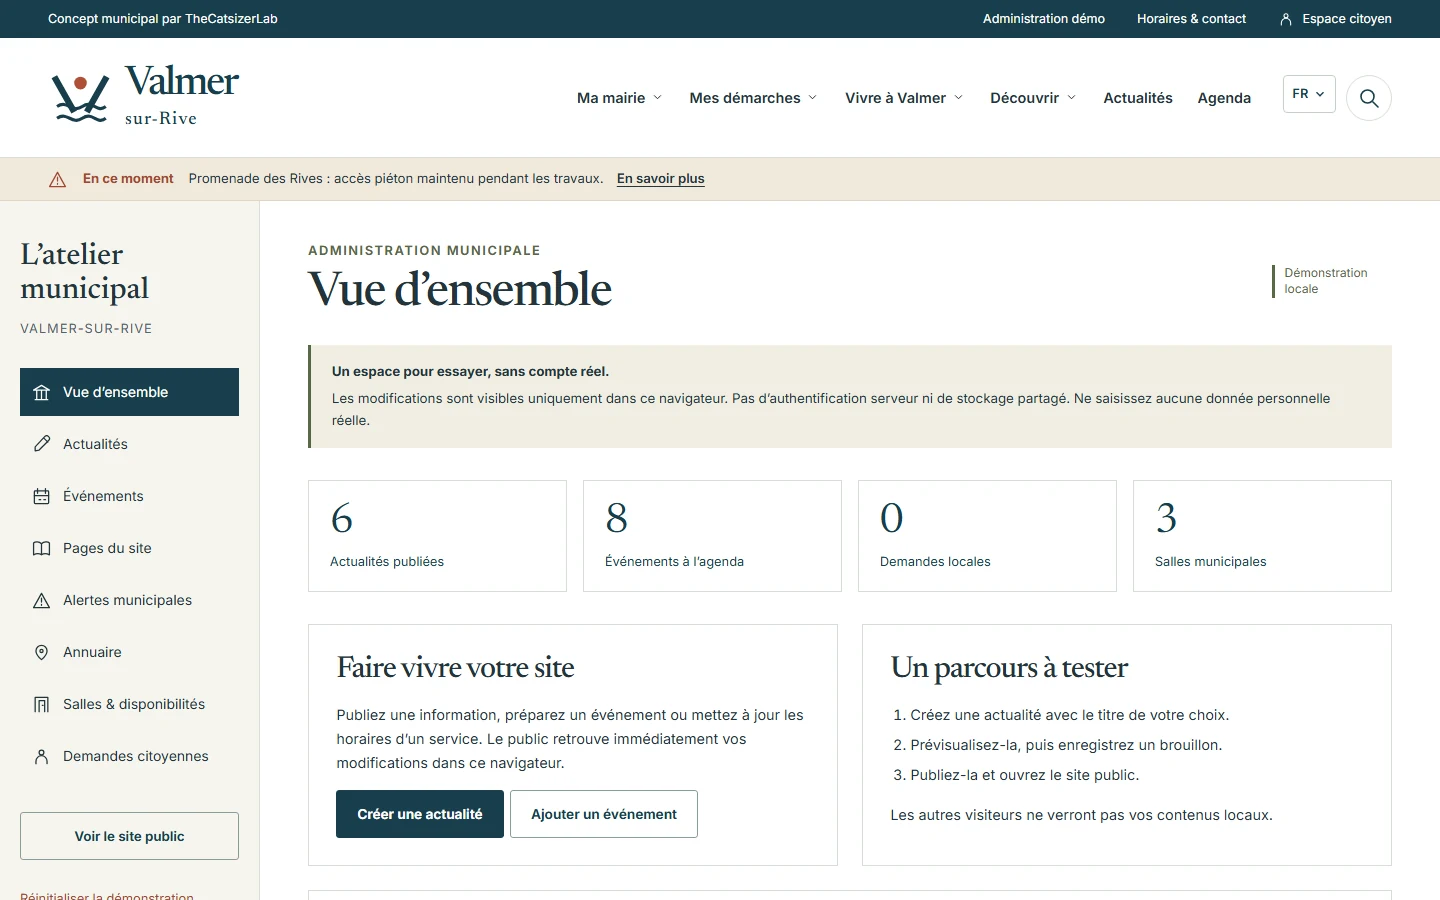 Concept municipal par TheCatsizerLab
Administration démo
Horaires & contact
Espace citoyen
Valmer
sur-Rive
Ma mairie
Mes démarches
Vivre à Valmer
Découvrir
Actualités
Agenda
FR
En ce moment
Promenade des Rives : accès piéton maintenu pendant les travaux.
En savoir plus
L’atelier
municipal
VALMER-SUR-RIVE
Vue d’ensemble
Actualités
Événements
Pages du site
Alertes municipales
Annuaire
Salles & disponibilités
Demandes citoyennes
Voir le site public
Réinitialiser la démonstration
ADMINISTRATION MUNICIPALE
Vue d’ensemble
Démonstration
locale
Un espace pour essayer, sans compte réel.
Les modifications sont visibles uniquement dans ce navigateur. Pas d’authentification serveur ni de stockage partagé. Ne saisissez aucune donnée personnelle
réelle.
6
Actualités publiées
8
Événements à l’agenda
0
Demandes locales
3
Salles municipales
Faire vivre votre site
Publiez une information, préparez un événement ou mettez à jour les
horaires d’un service. Le public retrouve immédiatement vos
modifications dans ce navigateur.
Créer une actualité
Ajouter un événement
Un parcours à tester
1. Créez une actualité avec le titre de votre choix.
2. Prévisualisez-la, puis enregistrez un brouillon.
3. Publiez-la et ouvrez le site public.
Les autres visiteurs ne verront pas vos contenus locaux.